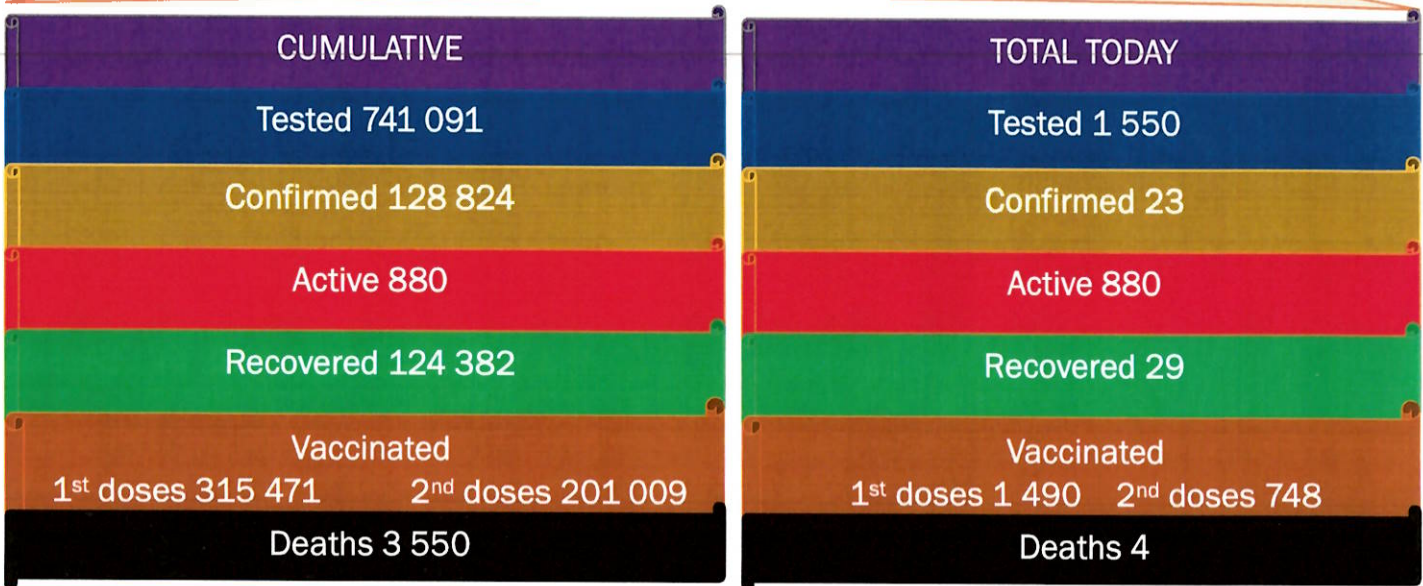 CUMULATIVE
Tested 741 091
Confirmed 128 824
Active 880
Recovered 124 382
Vaccinated
1st doses 315 471 2nd doses 201 009
Deaths 3 550
TOTAL TODAY
Tested 1 550
Confirmed 23
Active 880
Recovered 29
Vaccinated
1st doses 1 490 2nd doses 748
Deaths 4